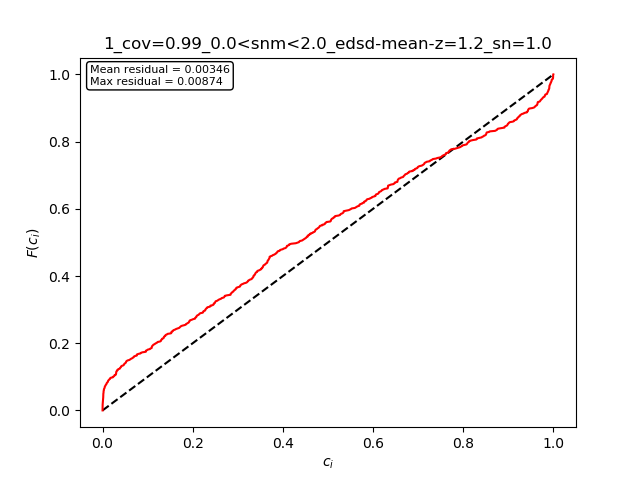 1_cov=0.99_0.0<snm<2.0_edsd-mean-z=1.2_sn=1.0
Mean residual = 0.00346
Max residual = 0.00874
1.0
0.8
0.6
0.4
0.2
0.0
F(c_i)
0.0 0.2 0.4 0.6 0.8 1.0
c_i